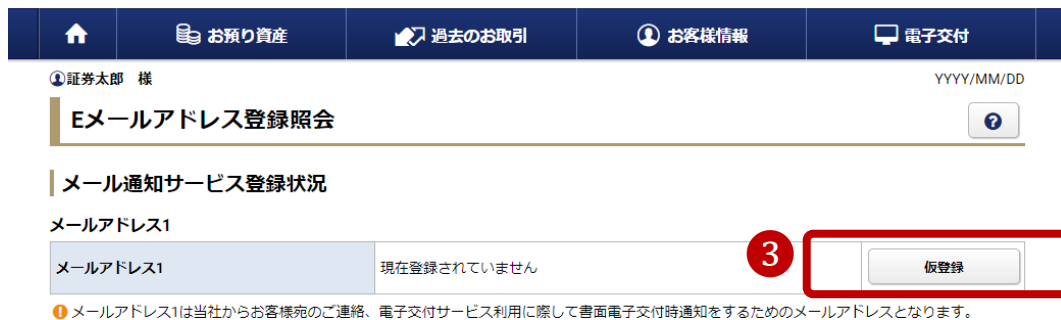 お預り資産 過去のお取引 お客様情報 電子交付
証券太郎 様 YYYY/MM/DD
Eメールアドレス登録照会 ?
メール通知サービス登録状況
メールアドレス1
メールアドレス1 現在登録されていません 3 仮登録
! メールアドレス1は当社からお客様宛のご連絡、電子交付サービス利用に際して書面電子交付時通知をするためのメールアドレスとなります。